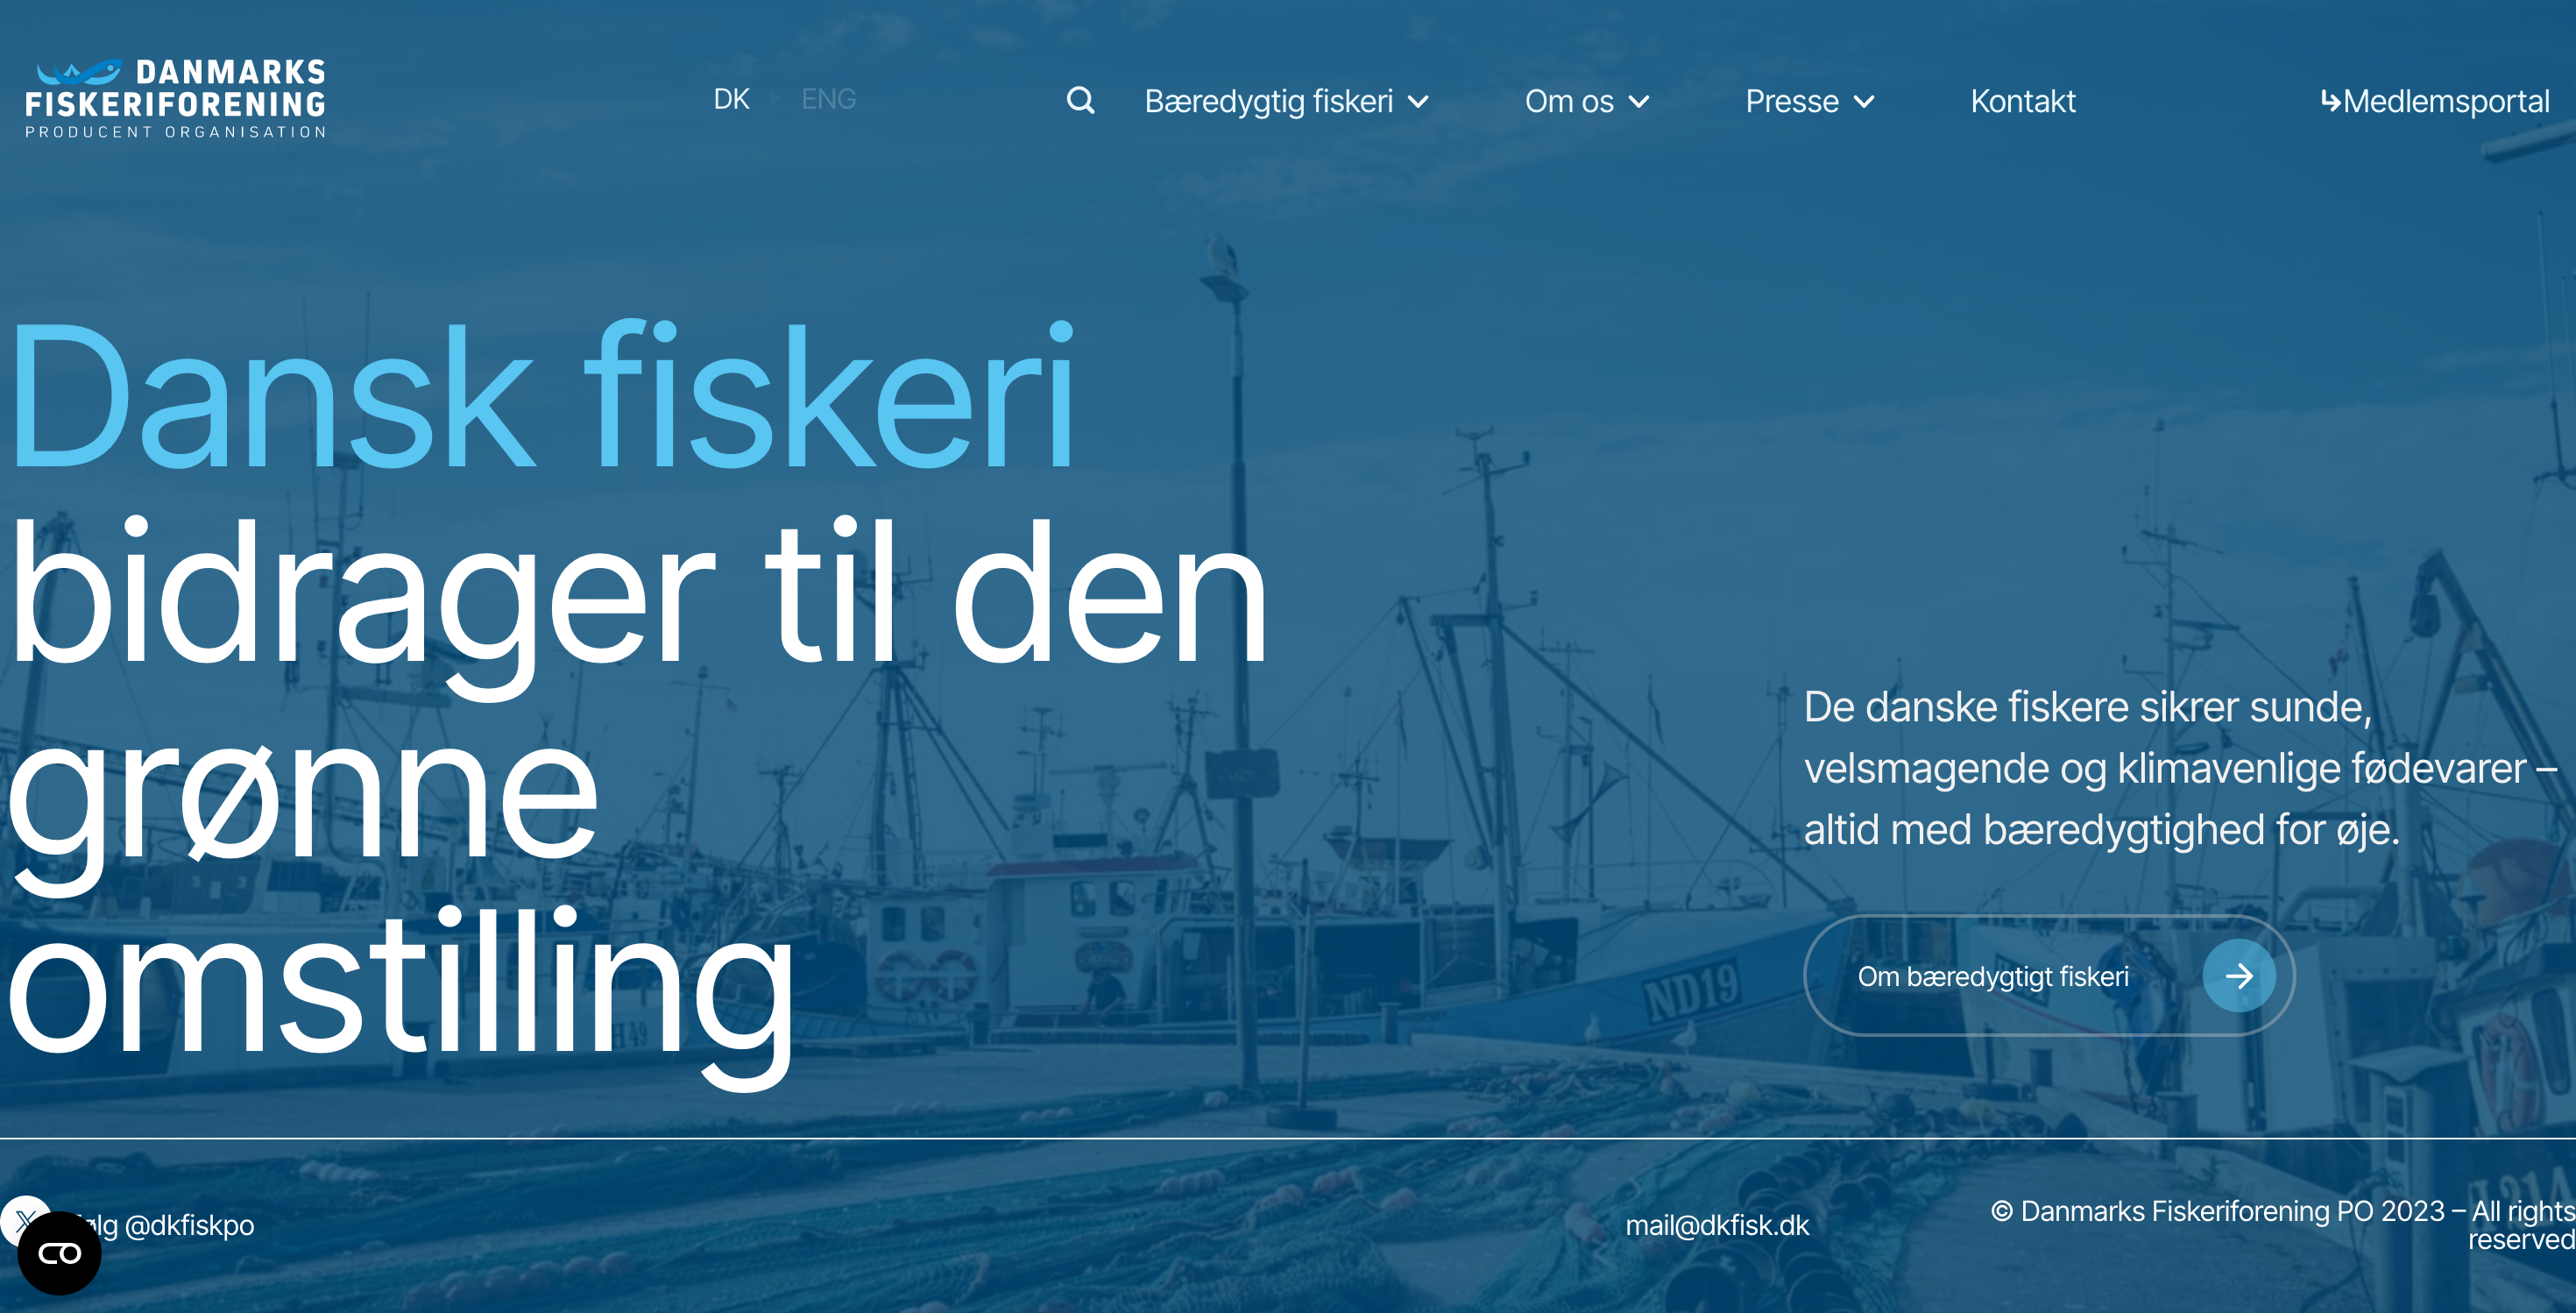 DANMARKS
FISKERIFORENING
PRODUCENT ORGANISATION
DK ENG
Bæredygtig fiskeri
Om os
Presse
Kontakt
Medlemsportal
Dansk fiskeri
bidrager til den
grønne
omstilling
De danske fiskere sikrer sunde,
velsmagende og klimavenlige fødevarer –
altid med bæredygtighed for øje.
Om bæredygtigt fiskeri
ND19
@dkfiskpo
mail@dkfisk.dk
© Danmarks Fiskeriforening PO 2023 – All rights
reserved